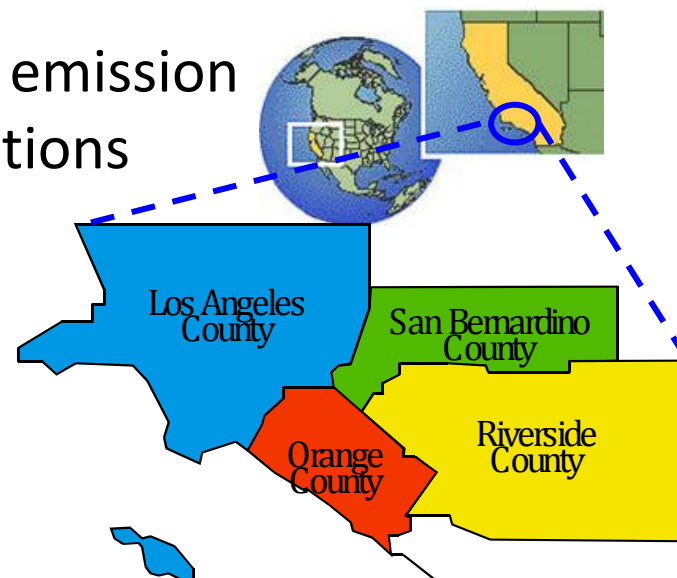 emission
tions
Los Angeles
County
San Bernardino
County
Orange
County
Riverside
County